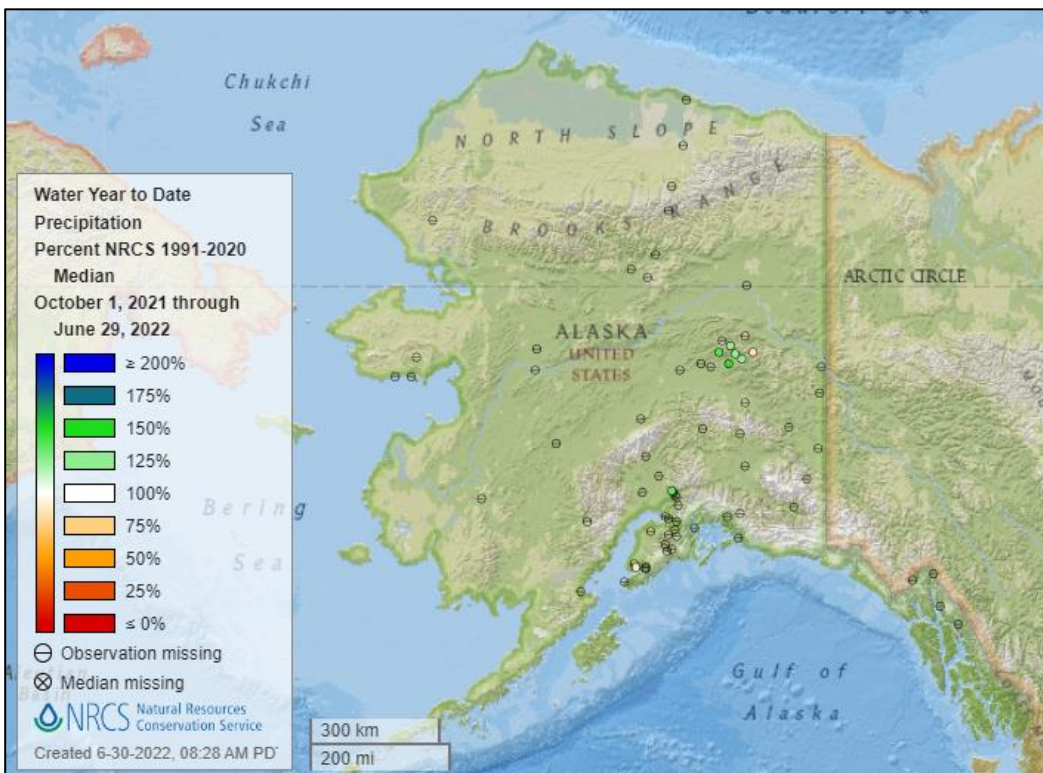 Beaufort Sea
Chukchi
Sea
NORTH SLOPE
BROOKS RANGE
ARCTIC CIRCLE
ALASKA
UNITED
STATES
Bering
Sea
Gulf of
Alaska
Water Year to Date
Precipitation
Percent NRCS 1991-2020
Median
October 1, 2021 through
June 29, 2022
≥ 200%
175%
150%
125%
100%
75%
50%
25%
≤ 0%
Observation missing
Median missing
NRCS Natural Resources
Conservation Service
Created 6-30-2022, 08:28 AM PD
300 km
200 mi